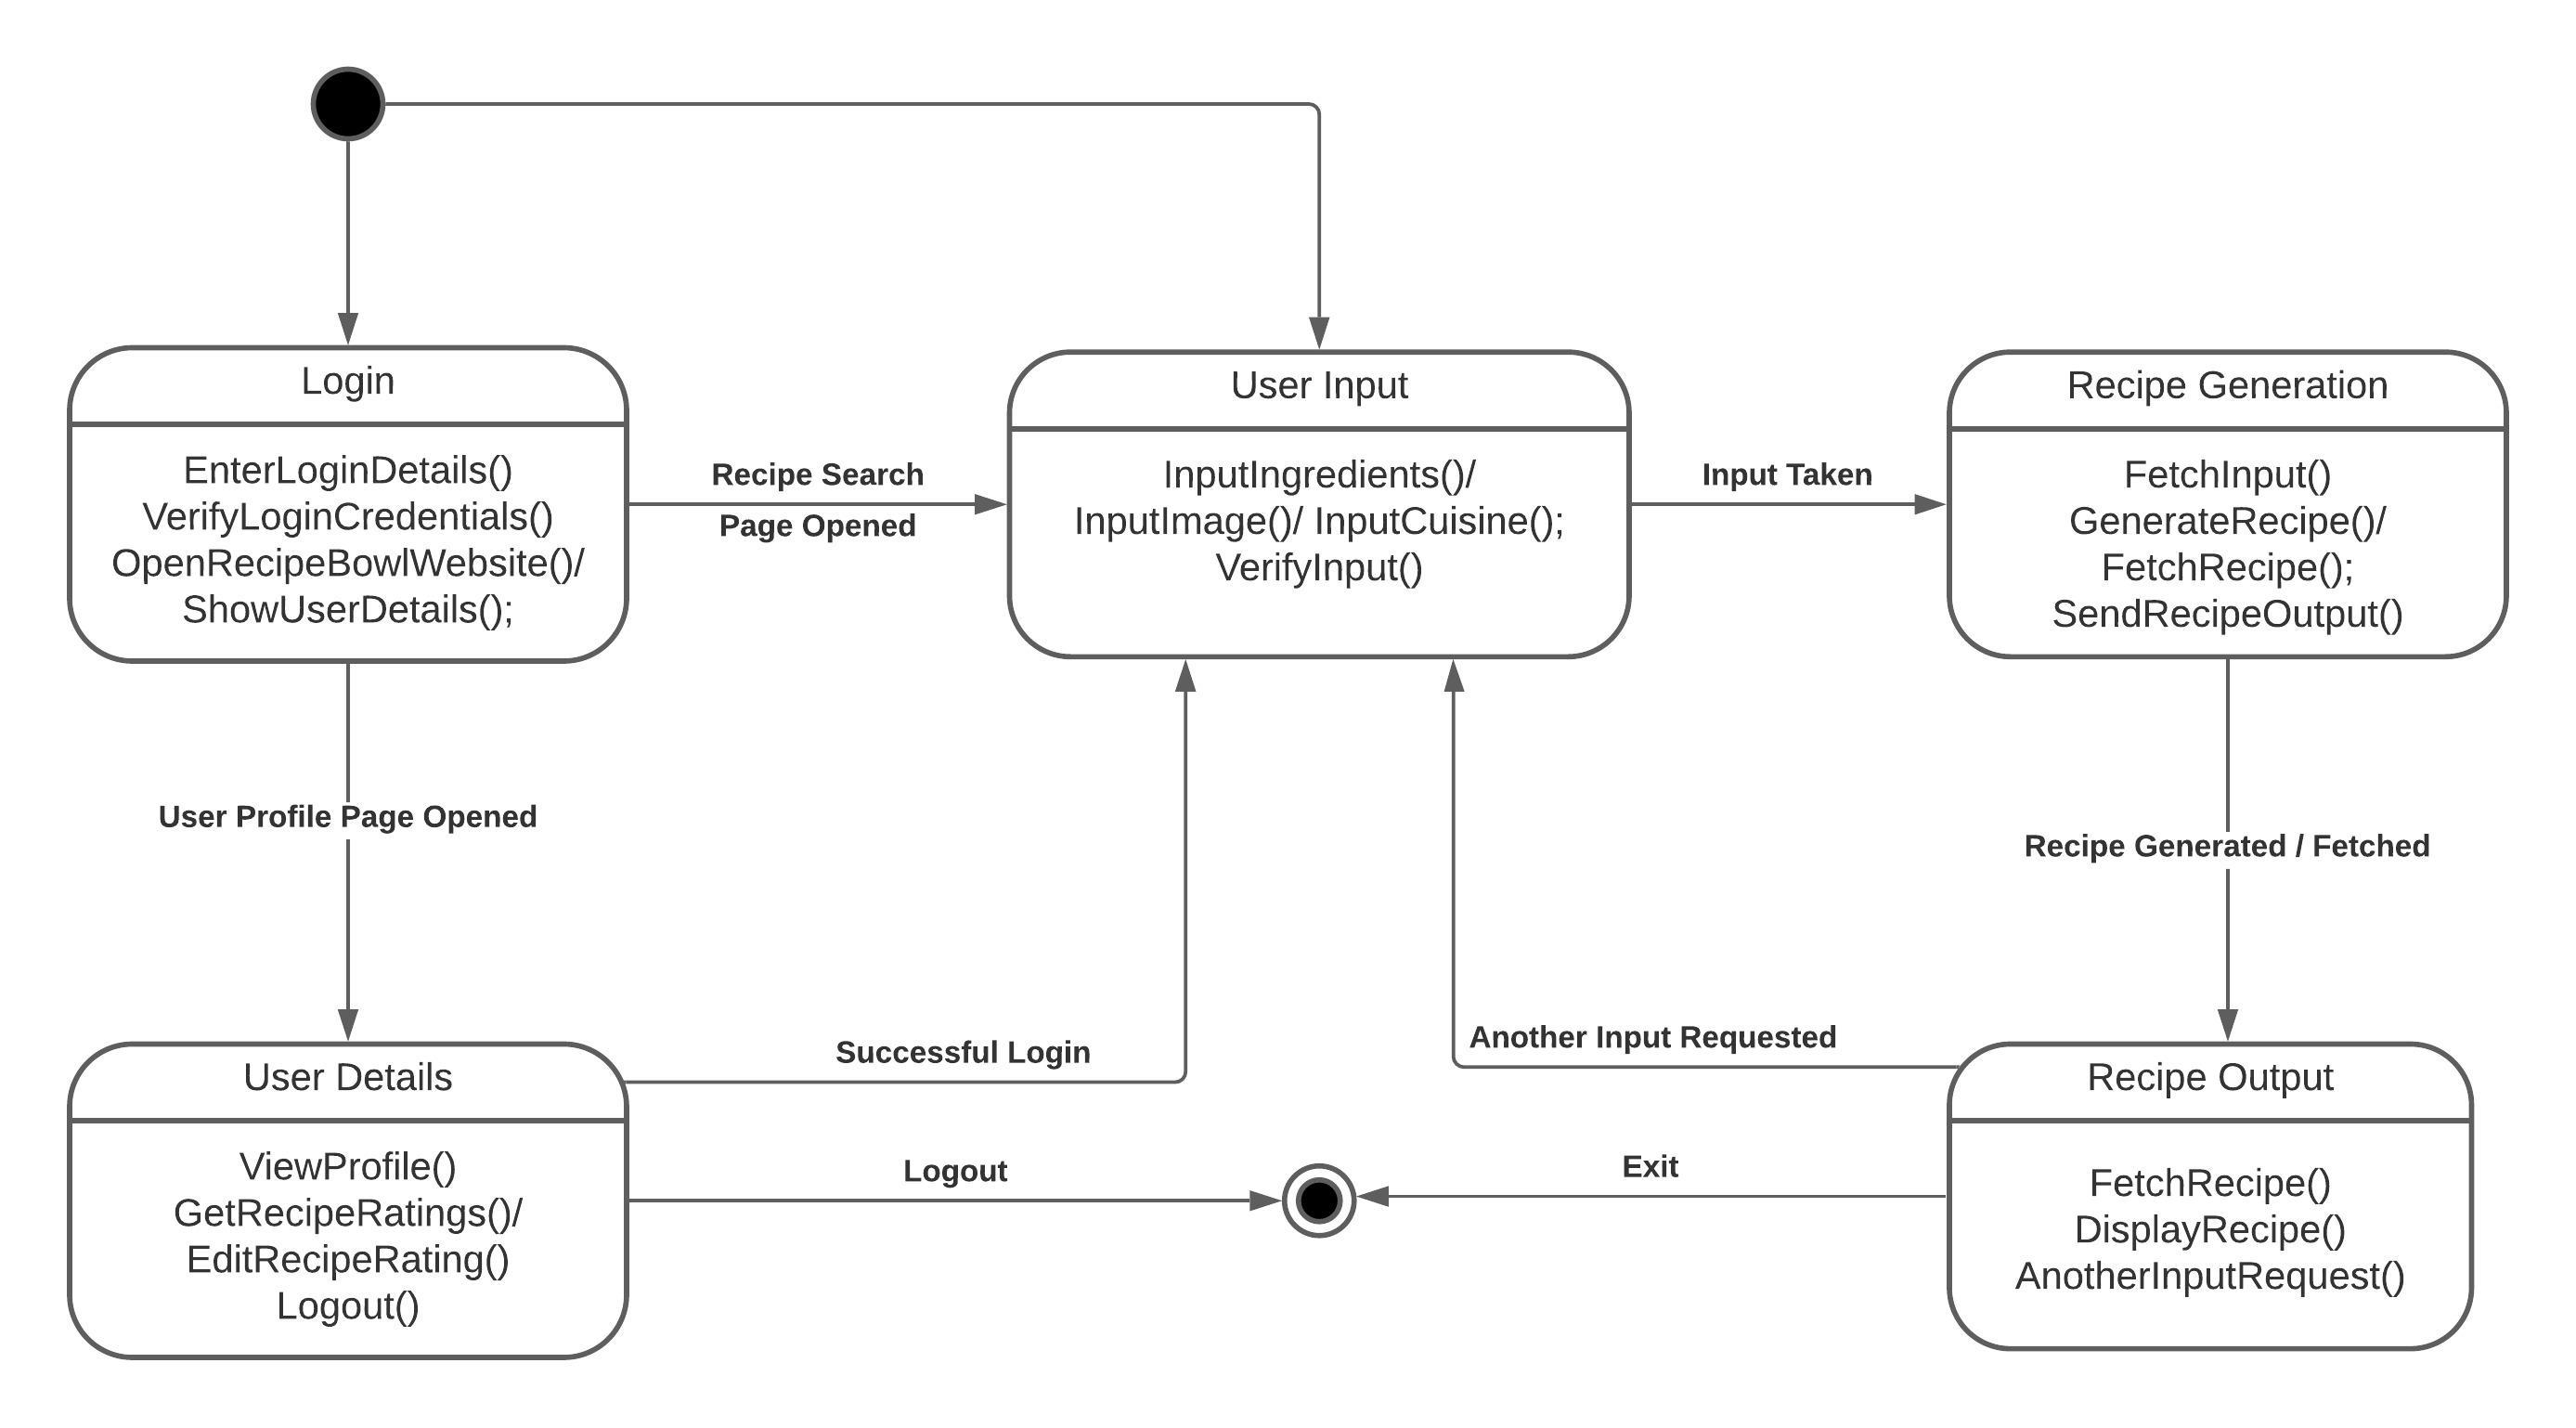 Login
EnterLoginDetails()
VerifyLoginCredentials()
OpenRecipeBowlWebsite()/
ShowUserDetails();
Recipe Search
Page Opened
User Input
InputIngredients()/
InputImage()/ InputCuisine();
VerifyInput()
Input Taken
Recipe Generation
FetchInput()
GenerateRecipe()/
FetchRecipe();
SendRecipeOutput()
User Profile Page Opened
Recipe Generated / Fetched
User Details
ViewProfile()
GetRecipeRatings()/
EditRecipeRating()
Logout()
Successful Login
Logout
Another Input Requested
Exit
Recipe Output
FetchRecipe()
DisplayRecipe()
AnotherInputRequest()